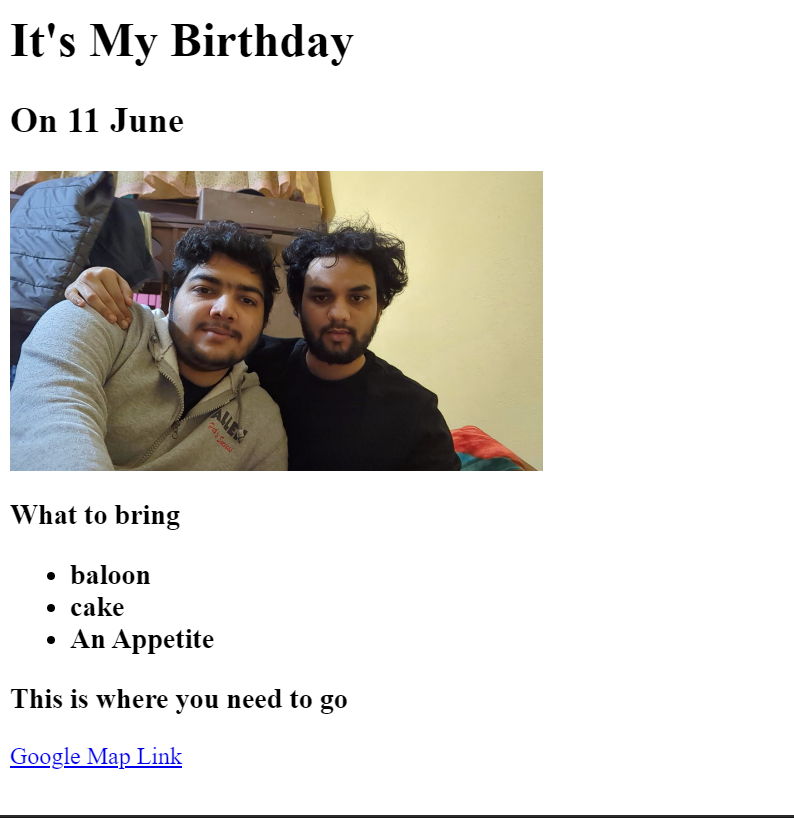 It's My Birthday
On 11 June
ALLEN
What to bring
baloon
cake
An Appetite
This is where you need to go
Google Map Link